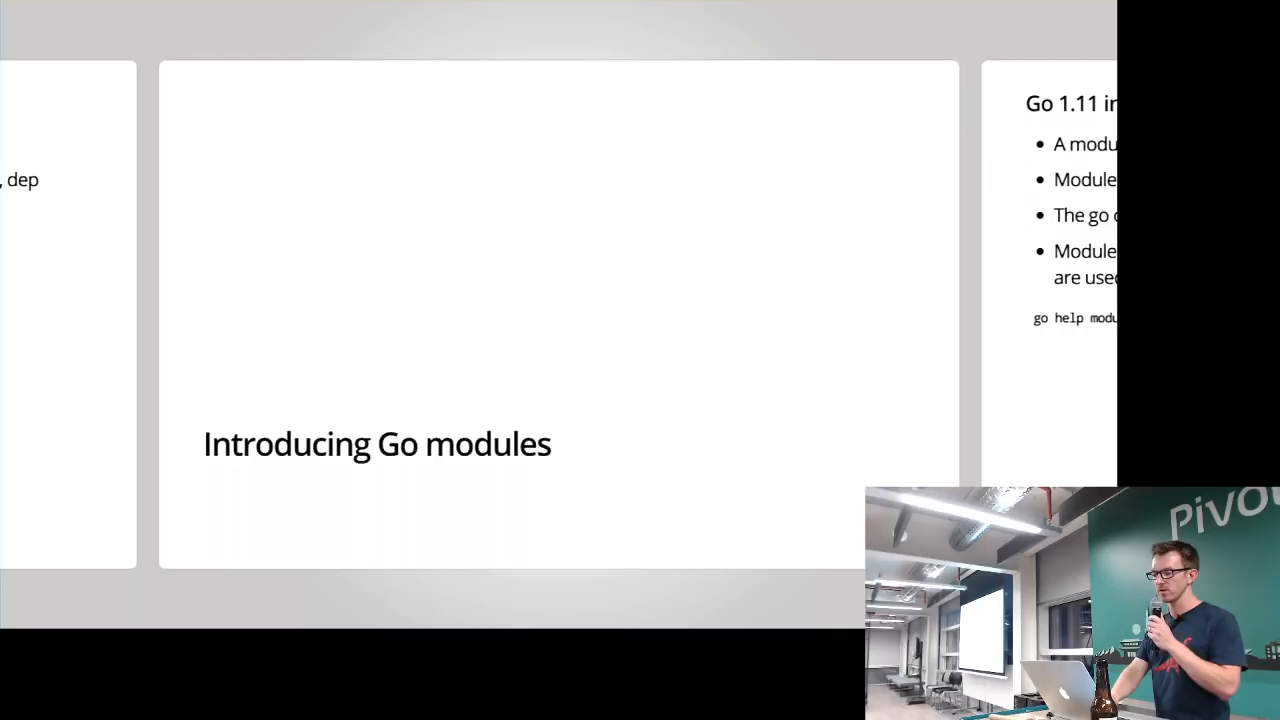 , dep
Introducing Go modules
Go 1.11 in
A modu
Module
The go
Module
are used
go help modu
Pivo